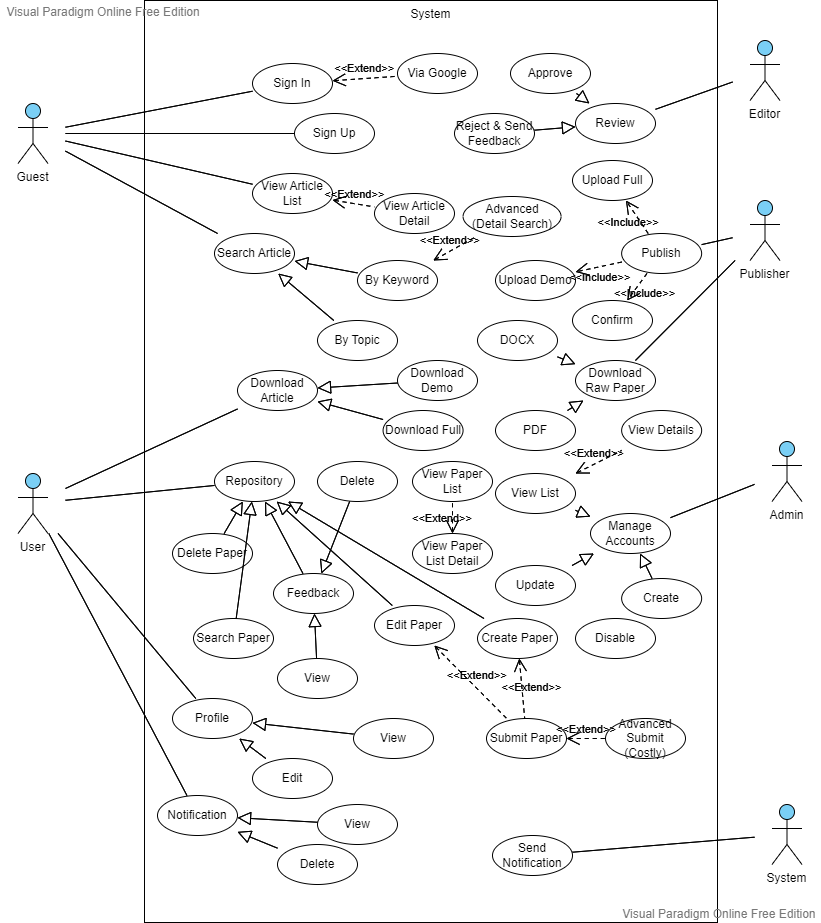 Visual Paradigm Online Free Edition
System
Sign In
<<Extend>>
Via Google
Approve
Editor
Guest
Sign Up
Reject & Send
Feedback
Review
View Article
List
<<Extend>>
View Article
Detail
Advanced
(Detail Search)
Upload Full
<<Include>>
Search Article
<<Extend>>
By Keyword
Publish
Publisher
Upload Demo
<<Include>>
<<Include>>
Confirm
By Topic
DOCX
Download
Article
Download
Demo
Download
Raw Paper
Download Full
PDF
View Details
<<Extend>>
Repository
Delete
View Paper
List
View List
<<Extend>>
Admin
Manage
Accounts
User
Delete Paper
View Paper
List Detail
Feedback
Update
Create
Search Paper
Edit Paper
Create Paper
Disable
View
<<Extend>>
<<Extend>>
Profile
View
Submit Paper
<<Extend>>
Advanced
Submit
(Costly)
Edit
Notification
View
Delete
Send
Notification
System
Visual Paradigm Online Free Edition